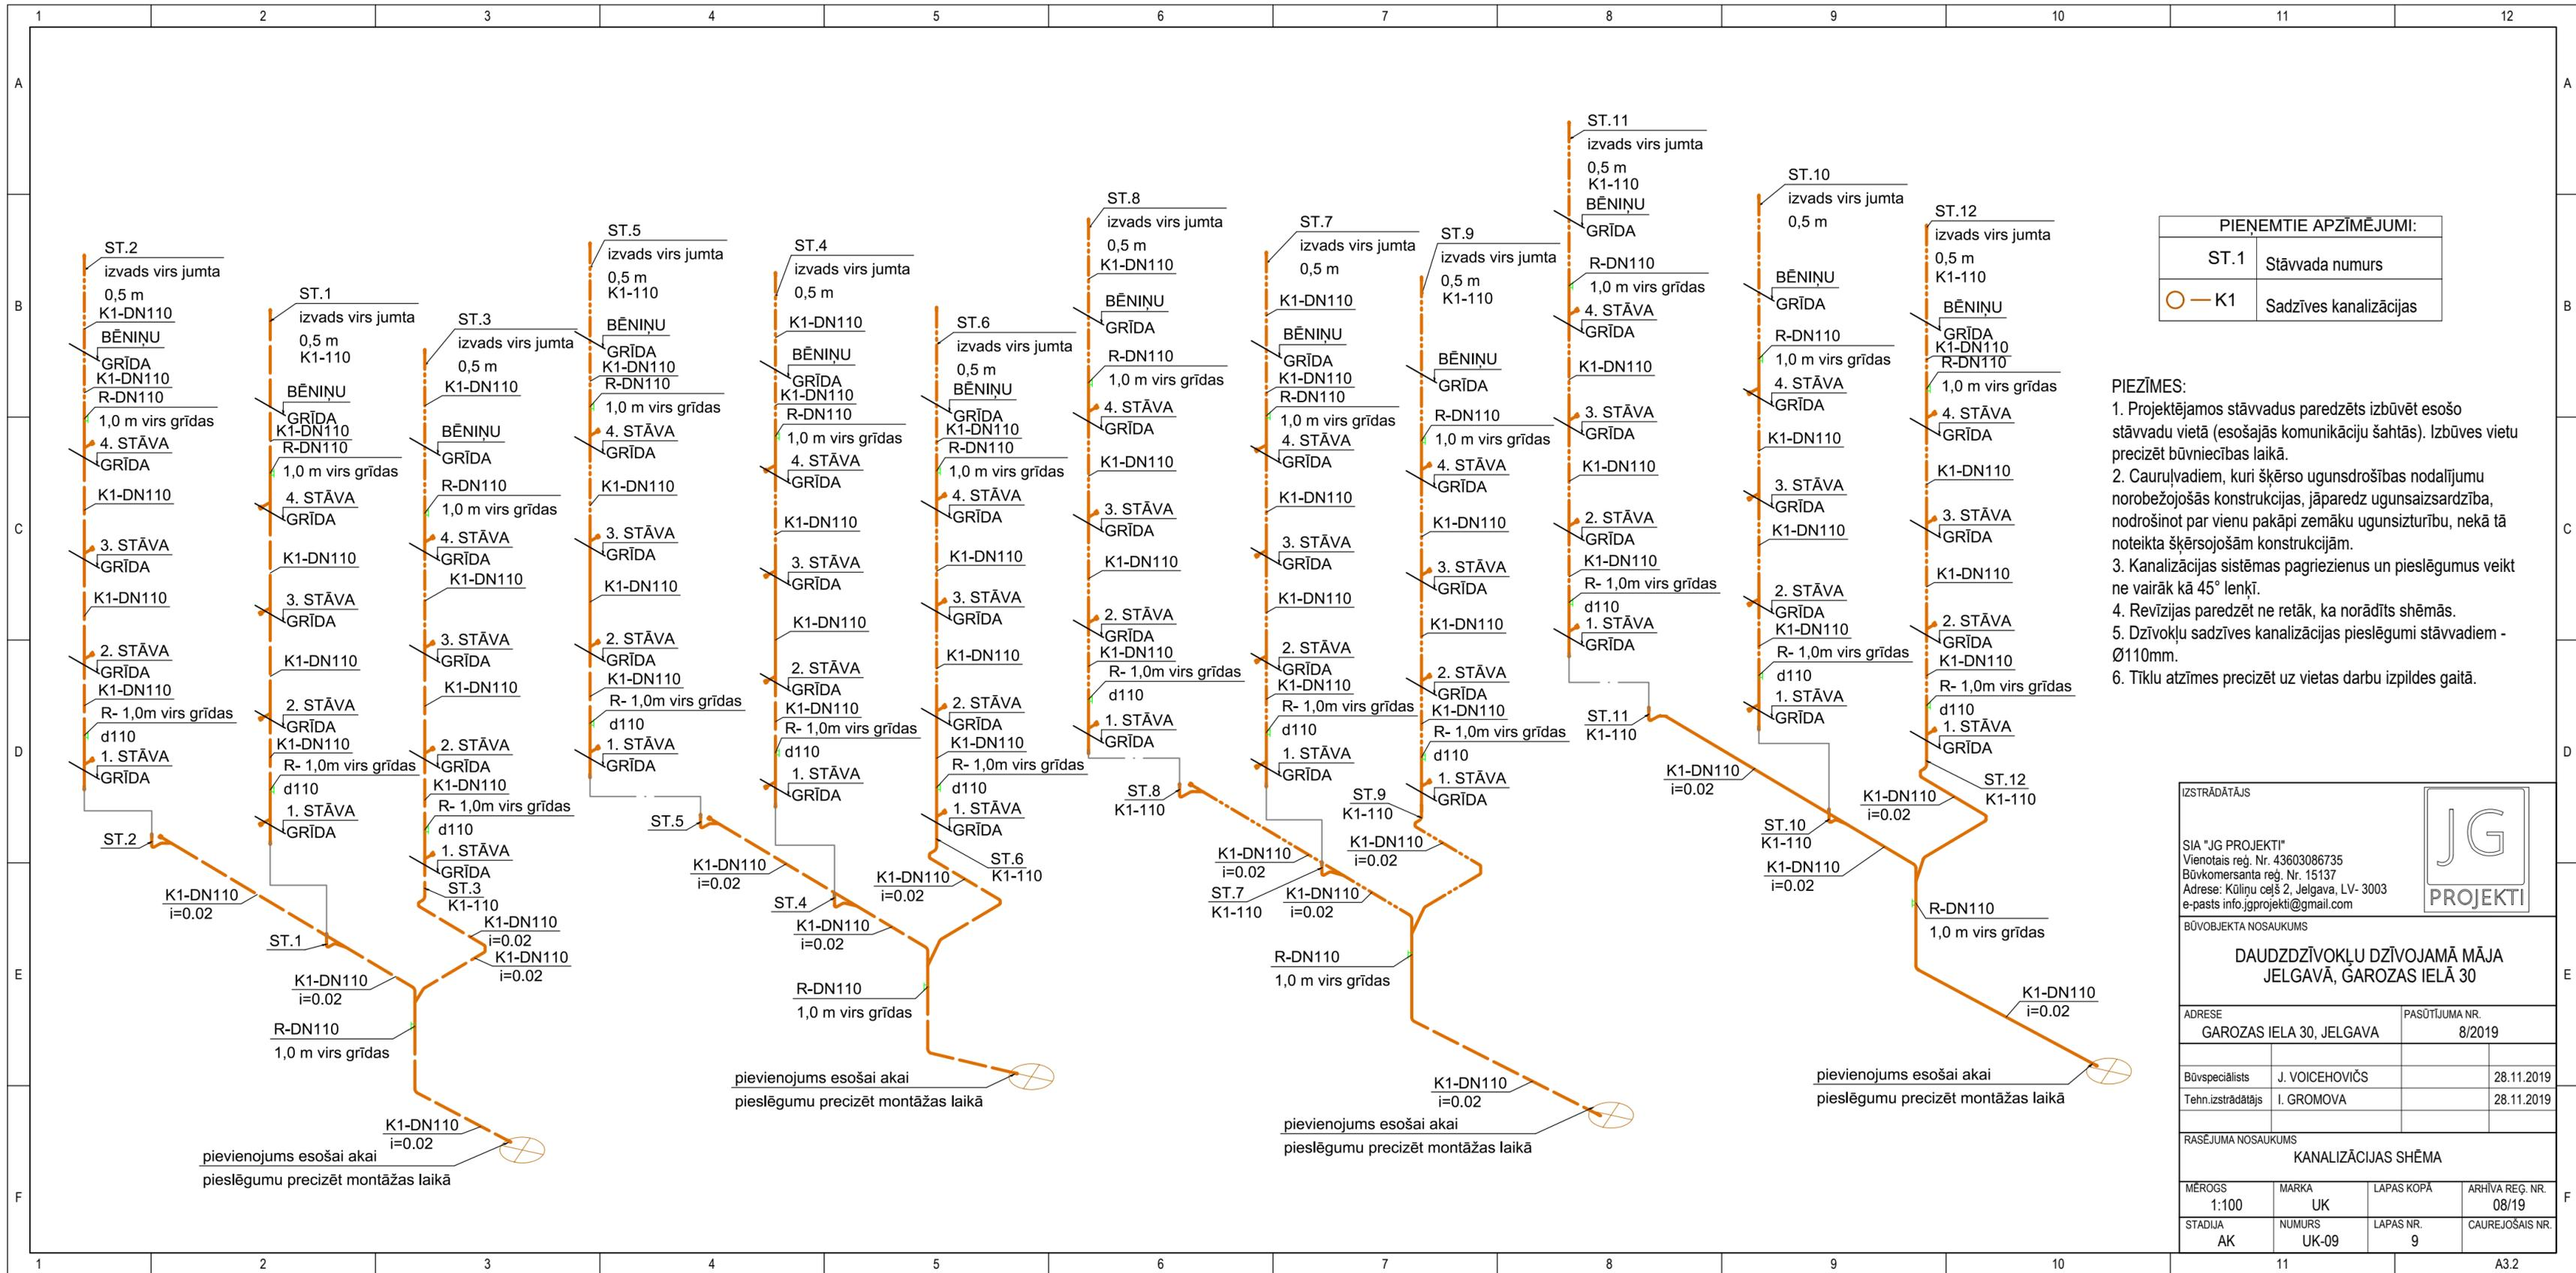 1 2 3 4 5 6 7 8 9 10 11 12
A
B
C
D
E
F
ST.2
izvads virs jumta
0,5 m
K1-DN110
BĒNIŅU
GRĪDA
K1-DN110
R-DN110
1,0 m virs grīdas
4. STĀVA
GRĪDA
K1-DN110
3. STĀVA
GRĪDA
K1-DN110
2. STĀVA
GRĪDA
K1-DN110
R- 1,0m virs grīdas
d110
1. STĀVA
GRĪDA
ST.2
K1-DN110
i=0.02
ST.1
izvads virs jumta
0,5 m
K1-110
BĒNIŅU
GRĪDA
K1-DN110
R-DN110
1,0 m virs grīdas
4. STĀVA
GRĪDA
K1-DN110
3. STĀVA
GRĪDA
K1-DN110
2. STĀVA
GRĪDA
K1-DN110
R- 1,0m virs grīdas
d110
1. STĀVA
GRĪDA
ST.1
K1-DN110
i=0.02
R-DN110
1,0 m virs grīdas
K1-DN110
i=0.02
pievienojums esošai akai
pieslēgumu precizēt montāžas laikā
ST.3
izvads virs jumta
0,5 m
K1-DN110
BĒNIŅU
GRĪDA
R-DN110
1,0 m virs grīdas
4. STĀVA
GRĪDA
K1-DN110
3. STĀVA
GRĪDA
K1-DN110
2. STĀVA
GRĪDA
K1-DN110
R- 1,0m virs grīdas
d110
1. STĀVA
GRĪDA
ST.3
K1-110
K1-DN110
i=0.02
K1-DN110
i=0.02
ST.5
izvads virs jumta
0,5 m
K1-110
BĒNIŅU
GRĪDA
K1-DN110
R-DN110
1,0 m virs grīdas
4. STĀVA
GRĪDA
K1-DN110
3. STĀVA
GRĪDA
K1-DN110
2. STĀVA
GRĪDA
K1-DN110
R- 1,0m virs grīdas
d110
1. STĀVA
GRĪDA
ST.5
K1-DN110
i=0.02
ST.4
izvads virs jumta
0,5 m
K1-DN110
BĒNIŅU
GRĪDA
K1-DN110
R-DN110
1,0 m virs grīdas
4. STĀVA
GRĪDA
K1-DN110
3. STĀVA
GRĪDA
K1-DN110
2. STĀVA
GRĪDA
K1-DN110
R- 1,0m virs grīdas
d110
1. STĀVA
GRĪDA
ST.4
K1-DN110
i=0.02
R-DN110
1,0 m virs grīdas
pievienojums esošai akai
pieslēgumu precizēt montāžas laikā
ST.6
izvads virs jumta
0,5 m
BĒNIŅU
GRĪDA
K1-DN110
R-DN110
1,0 m virs grīdas
4. STĀVA
GRĪDA
K1-DN110
3. STĀVA
GRĪDA
K1-DN110
2. STĀVA
GRĪDA
K1-DN110
R- 1,0m virs grīdas
d110
1. STĀVA
GRĪDA
ST.6
K1-110
K1-DN110
i=0.02
ST.8
izvads virs jumta
0,5 m
K1-DN110
BĒNIŅU
GRĪDA
R-DN110
1,0 m virs grīdas
4. STĀVA
GRĪDA
K1-DN110
3. STĀVA
GRĪDA
K1-DN110
2. STĀVA
GRĪDA
K1-DN110
R- 1,0m virs grīdas
d110
1. STĀVA
GRĪDA
ST.8
K1-110
K1-DN110
i=0.02
ST.7
izvads virs jumta
0,5 m
K1-DN110
BĒNIŅU
GRĪDA
K1-DN110
R-DN110
1,0 m virs grīdas
4. STĀVA
GRĪDA
K1-DN110
3. STĀVA
GRĪDA
K1-DN110
2. STĀVA
GRĪDA
K1-DN110
R- 1,0m virs grīdas
d110
1. STĀVA
GRĪDA
ST.7
K1-110
K1-DN110
i=0.02
R-DN110
1,0 m virs grīdas
K1-DN110
i=0.02
pievienojums esošai akai
pieslēgumu precizēt montāžas laikā
ST.9
izvads virs jumta
0,5 m
K1-110
BĒNIŅU
GRĪDA
R-DN110
1,0 m virs grīdas
4. STĀVA
GRĪDA
K1-DN110
3. STĀVA
GRĪDA
K1-DN110
2. STĀVA
GRĪDA
K1-DN110
R- 1,0m virs grīdas
d110
1. STĀVA
GRĪDA
ST.9
K1-110
K1-DN110
i=0.02
ST.11
izvads virs jumta
0,5 m
K1-110
BĒNIŅU
GRĪDA
R-DN110
1,0 m virs grīdas
4. STĀVA
GRĪDA
K1-DN110
3. STĀVA
GRĪDA
K1-DN110
2. STĀVA
GRĪDA
K1-DN110
R- 1,0m virs grīdas
d110
1. STĀVA
GRĪDA
ST.11
K1-110
K1-DN110
i=0.02
ST.10
izvads virs jumta
0,5 m
BĒNIŅU
GRĪDA
R-DN110
1,0 m virs grīdas
4. STĀVA
GRĪDA
K1-DN110
3. STĀVA
GRĪDA
K1-DN110
2. STĀVA
GRĪDA
K1-DN110
R- 1,0m virs grīdas
d110
1. STĀVA
GRĪDA
ST.10
K1-110
K1-DN110
i=0.02
R-DN110
1,0 m virs grīdas
K1-DN110
i=0.02
pievienojums esošai akai
pieslēgumu precizēt montāžas laikā
ST.12
izvads virs jumta
0,5 m
K1-110
BĒNIŅU
GRĪDA
K1-DN110
R-DN110
1,0 m virs grīdas
4. STĀVA
GRĪDA
K1-DN110
3. STĀVA
GRĪDA
K1-DN110
2. STĀVA
GRĪDA
K1-DN110
R- 1,0m virs grīdas
d110
1. STĀVA
GRĪDA
ST.12
K1-110
K1-DN110
i=0.02
PIEŅEMTIE APZĪMĒJUMI:
ST.1 Stāvvada numurs
K1 Sadzīves kanalizācijas
PIEZĪMES:
1. Projektējamos stāvvadus paredzēts izbūvēt esošo
stāvvadu vietā (esošajās komunikāciju šahtās). Izbūves vietu
precizēt būvniecības laikā.
2. Cauruļvadiem, kuri šķērso ugunsdrošības nodalījumu
norobežojošās konstrukcijas, jāparedz ugunsaizsardzība,
nodrošinot par vienu pakāpi zemāku ugunsizturību, nekā tā
noteikta šķērsojošām konstrukcijām.
3. Kanalizācijas sistēmas pagriezienus un pieslēgumus veikt
ne vairāk kā 45° lenķī.
4. Revīzijas paredzēt ne retāk, ka norādīts shēmās.
5. Dzīvokļu sadzīves kanalizācijas pieslēgumi stāvvadiem -
Ø110mm.
6. Tīklu atzīmes precizēt uz vietas darbu izpildes gaitā.
IZSTRĀDĀTĀJS
JG
PROJEKTI
SIA "JG PROJEKTI"
Vienotais reģ. Nr. 43603086735
Būvkomersanta reģ. Nr. 15137
Adrese: Kūliņu ceļš 2, Jelgava, LV- 3003
e-pasts info.jgprojekti@gmail.com
BŪVOBJEKTA NOSAUKUMS
DAUDZDZĪVOKĻU DZĪVOJAMĀ MĀJA
JELGAVĀ, GAROZAS IELĀ 30
ADRESE PASŪTĪJUMA NR.
GAROZAS IELA 30, JELGAVA 8/2019
Būvspeciālists J. VOICEHOVIČS 28.11.2019
Tehn.izstrādātājs I. GROMOVA 28.11.2019
RASĒJUMA NOSAUKUMS
KANALIZĀCIJAS SHĒMA
MĒROGS MARKA LAPAS KOPĀ ARHĪVA REĢ. NR.
1:100 UK 08/19
STADIJA NUMURS LAPAS NR. CAUREJOŠAIS NR.
AK UK-09 9
A
B
C
D
E
F
1 2 3 4 5 6 7 8 9 10 11 A3.2